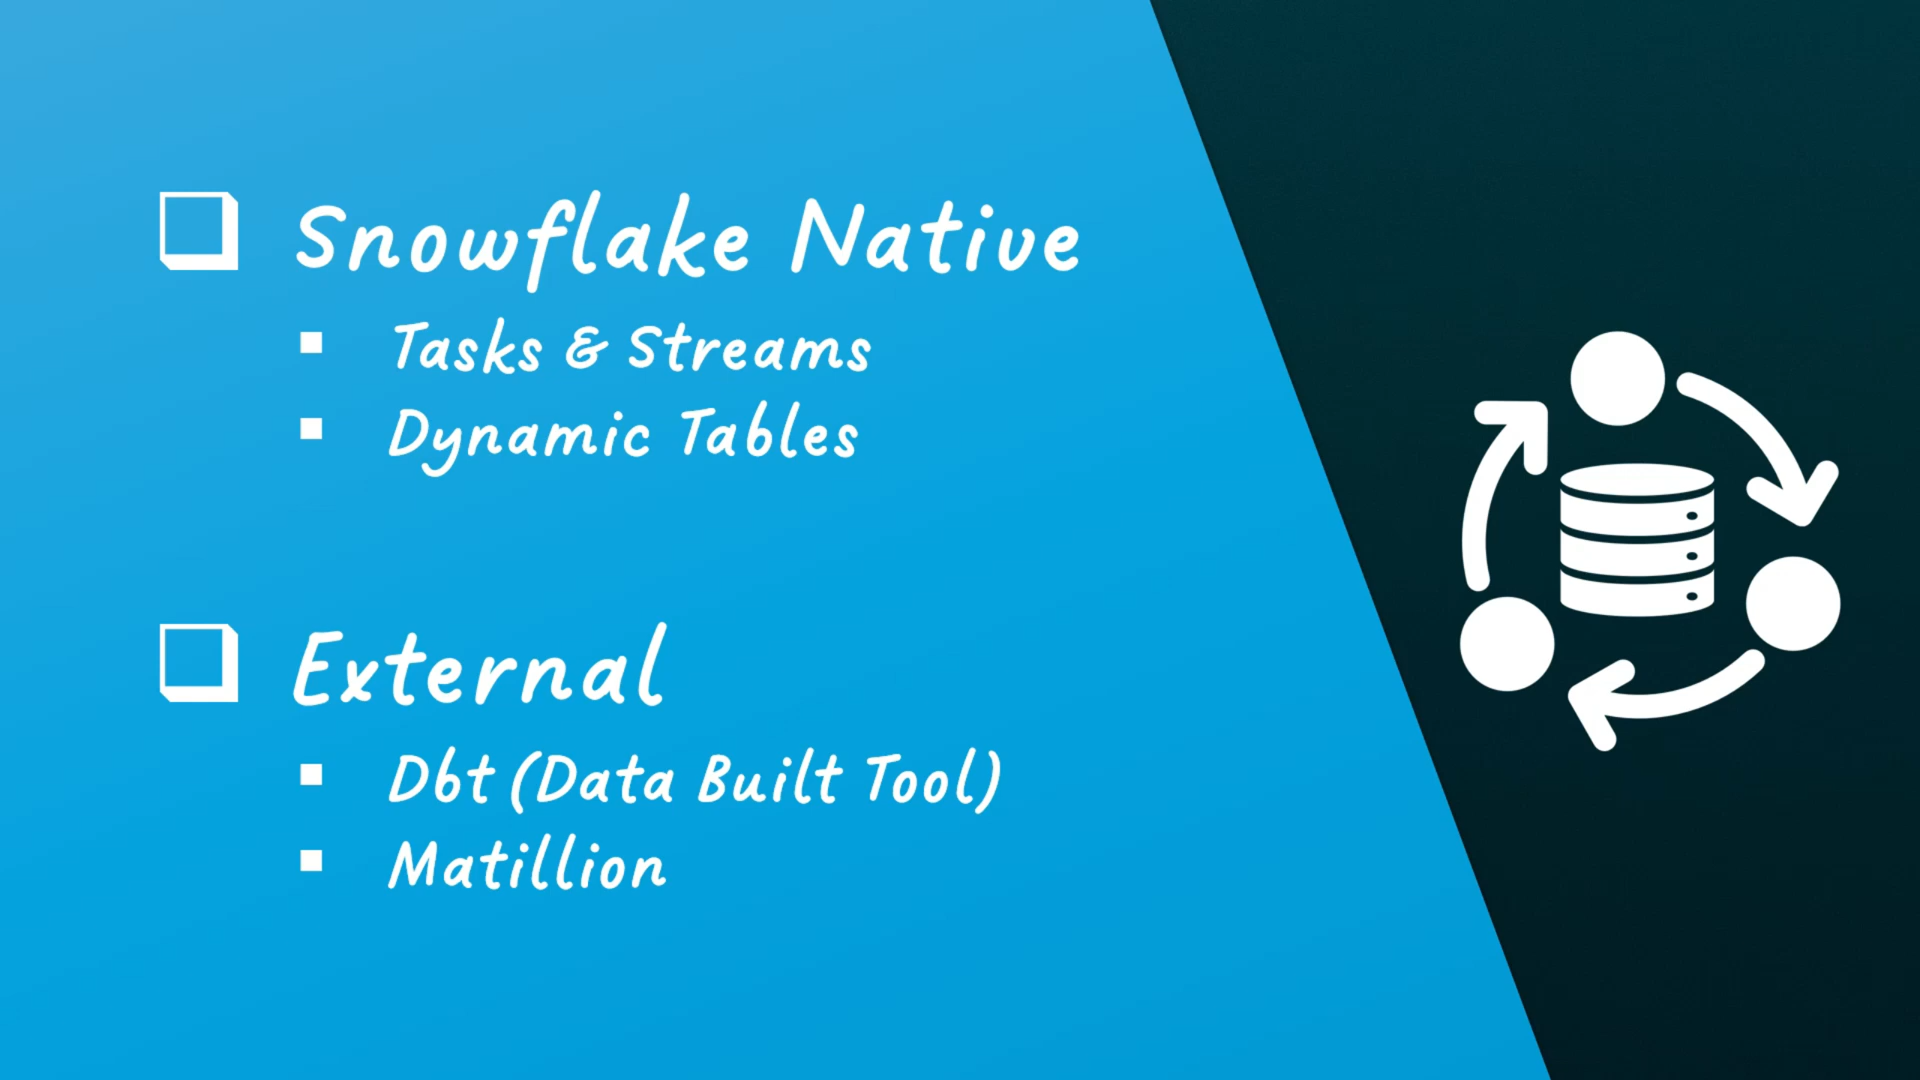 Snowflake Native
Tasks & Streams
Dynamic Tables
External
Dbt (Data Built Tool)
Matillion